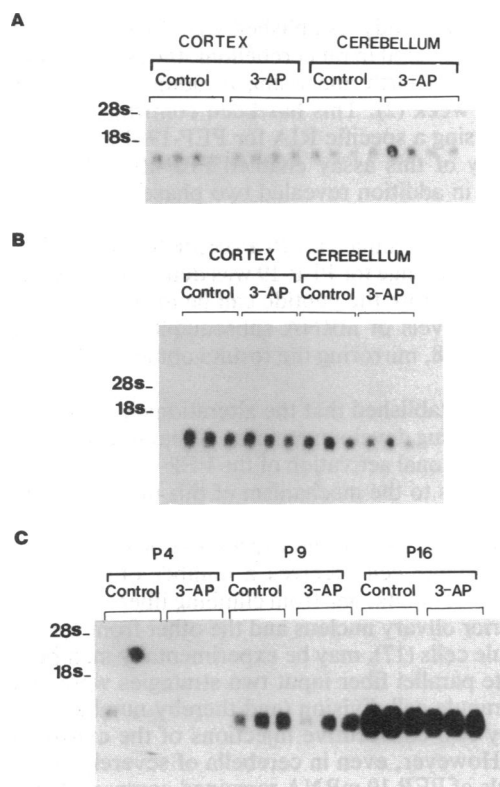 A
CORTEX CEREBELLUM
Control 3-AP Control 3-AP
28s-
18s-
B
CORTEX CEREBELLUM
Control 3-AP Control 3-AP
28s-
18s-
C
P4 P9 P16
Control 3-AP Control 3-AP Control 3-AP
28s-
18s-